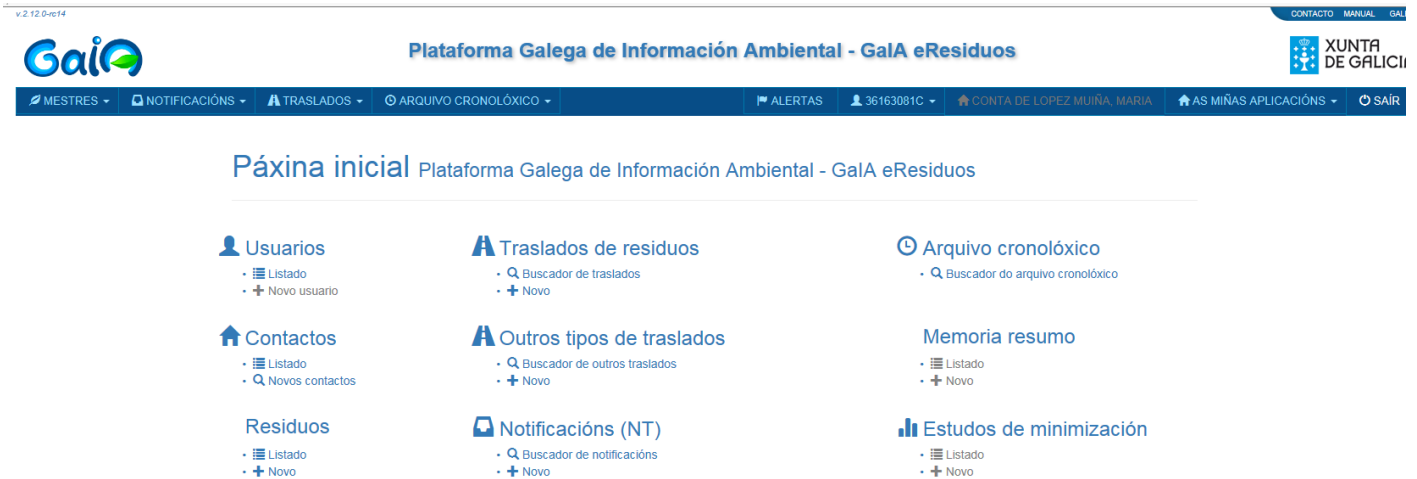 v.2.12.0-rc14
CONTACTO MANUAL
GaiA
Plataforma Galega de Información Ambiental - GaIA eResiduos
XUNTA
DE GALICIA
MESTRES NOTIFICACIÓNS TRASLADOS ARQUIVO CRONOLÓXICO ALERTAS 36163081C CONTA DE LOPEZ MUIÑA, MARIA AS MIÑAS APLICACIÓNS SAÍR
Páxina inicial Plataforma Galega de Información Ambiental - GaIA eResiduos
Usuarios
Listado
Novo usuario
Traslados de residuos
Buscador de traslados
Novo
Arquivo cronolóxico
Buscador do arquivo cronolóxico
Contactos
Listado
Novos contactos
Outros tipos de traslados
Buscador de outros traslados
Novo
Memoria resumo
Listado
Novo
Residuos
Listado
Novo
Notificacións (NT)
Buscador de notificacións
Novo
Estudos de minimización
Listado
Novo